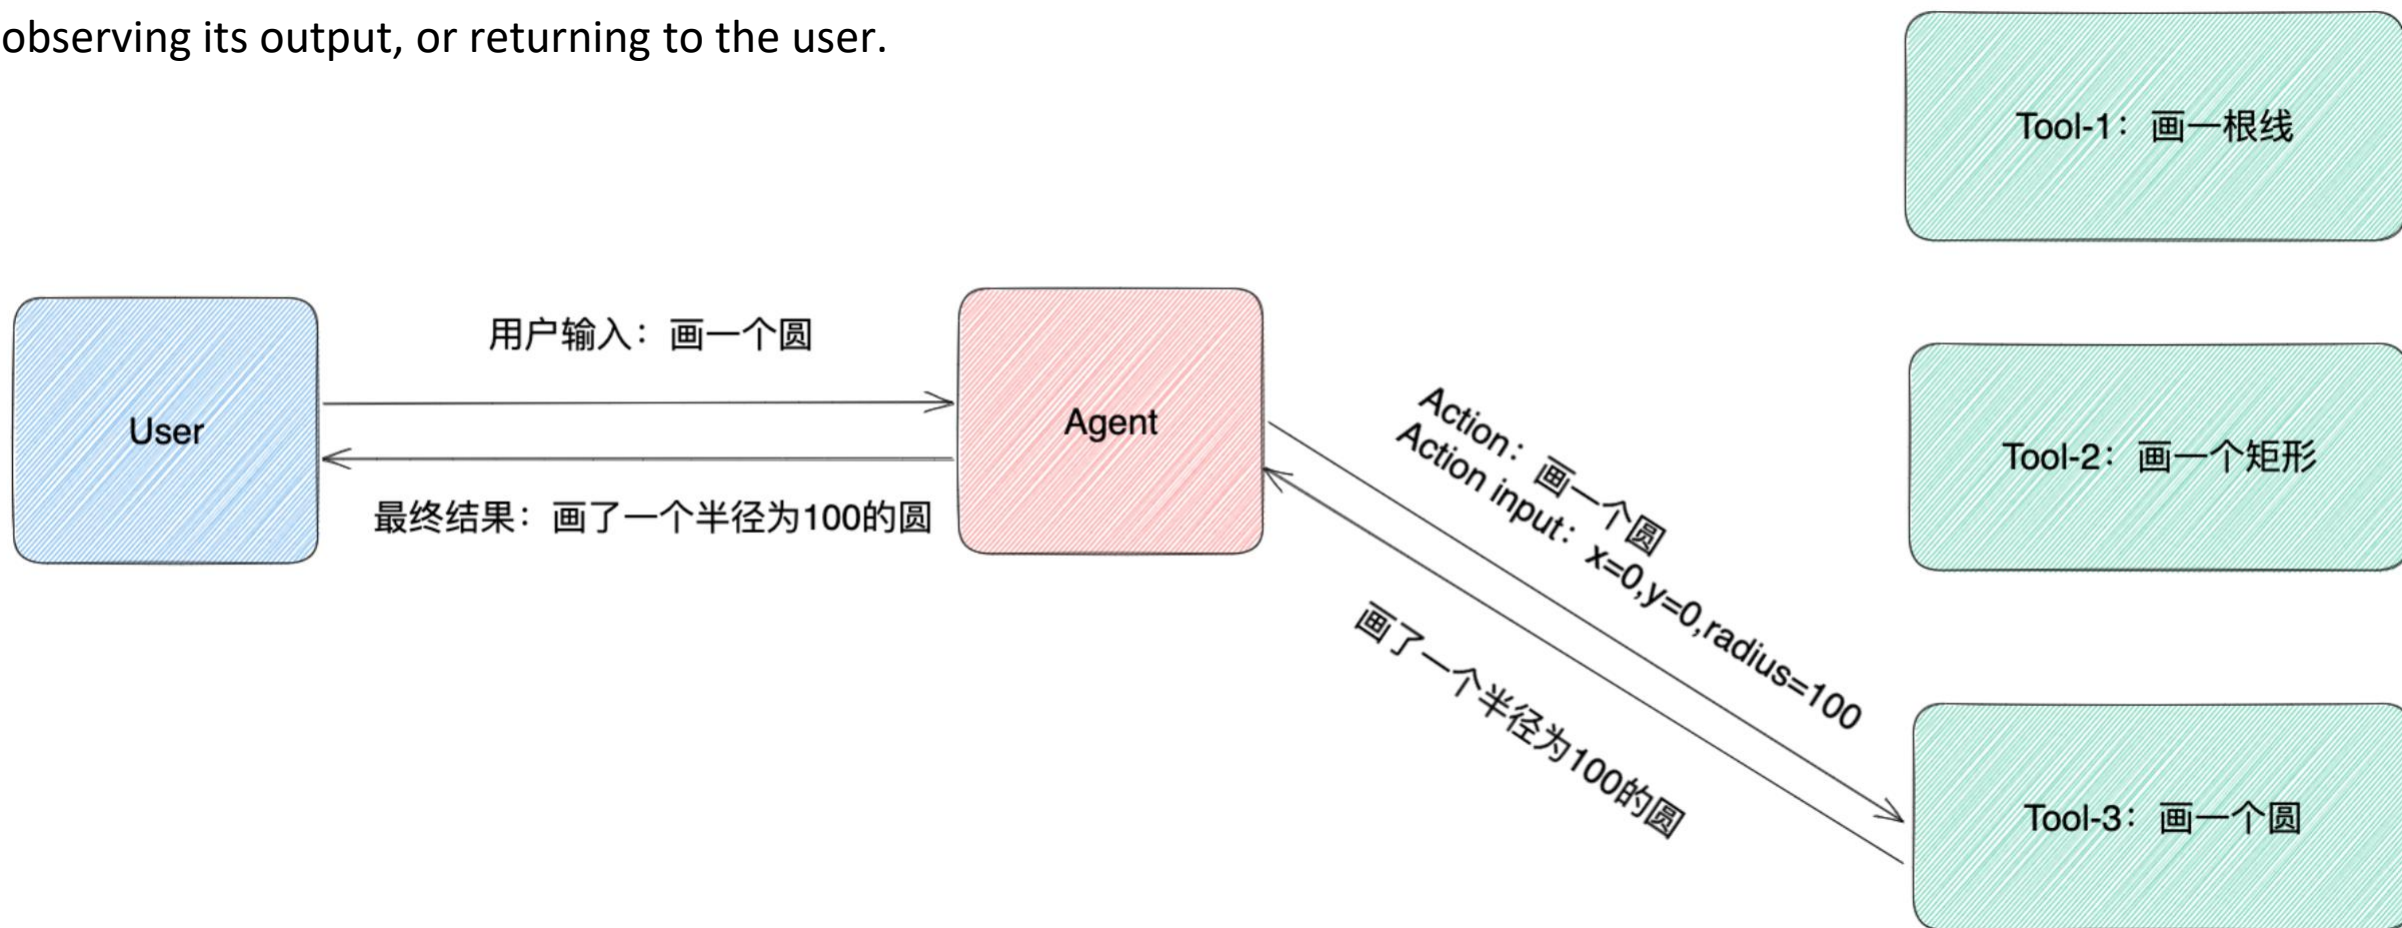 observing its output, or returning to the user.
Tool-1：画一根线
用户输入：画一个圆
User
Agent
最终结果：画了一个半径为100的圆
Action：画一个圆
Action input：x=0,y=0,radius=100
画了一个半径为100的圆
Tool-2：画一个矩形
Tool-3：画一个圆